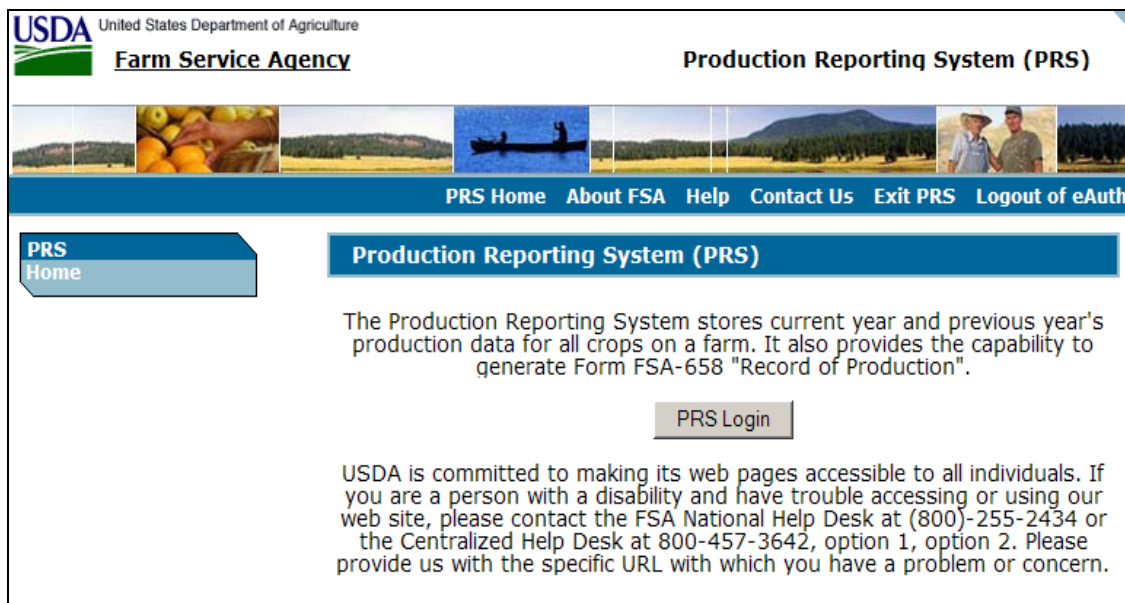 USDA United States Department of Agriculture
Farm Service Agency
Production Reporting System (PRS)
PRS Home About FSA Help Contact Us Exit PRS Logout of eAuth
PRS
Home
Production Reporting System (PRS)
The Production Reporting System stores current year and previous year's
production data for all crops on a farm. It also provides the capability to
generate Form FSA-658 "Record of Production".
PRS Login
USDA is committed to making its web pages accessible to all individuals. If
you are a person with a disability and have trouble accessing or using our
web site, please contact the FSA National Help Desk at (800)-255-2434 or
the Centralized Help Desk at 800-457-3642, option 1, option 2. Please
provide us with the specific URL with which you have a problem or concern.